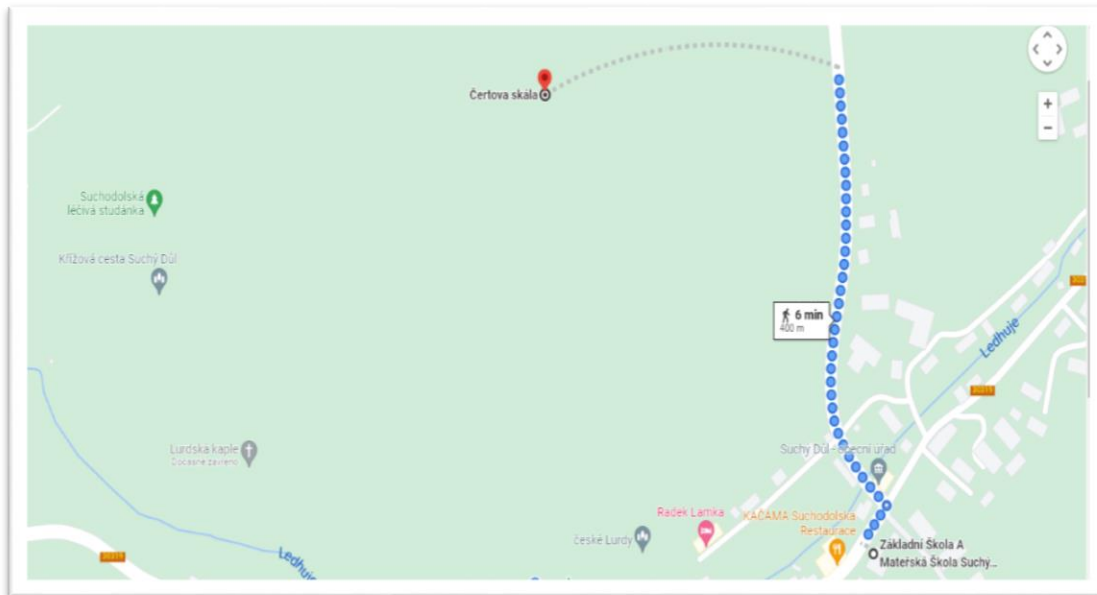 Čertova skála
Suchodolská
léčivá studánka
Křížová cesta Suchý Důl
6 min
400 m
Ledhuje
Lurdská kaple
Dočasně zavřeno
Suchý Důl - obecní úřad
Radek Lamka
KACAMA Suchodolská
Restaurace
české Lurdy
Základní Škola A
Mateřská Škola Suchý...
Ledhuje